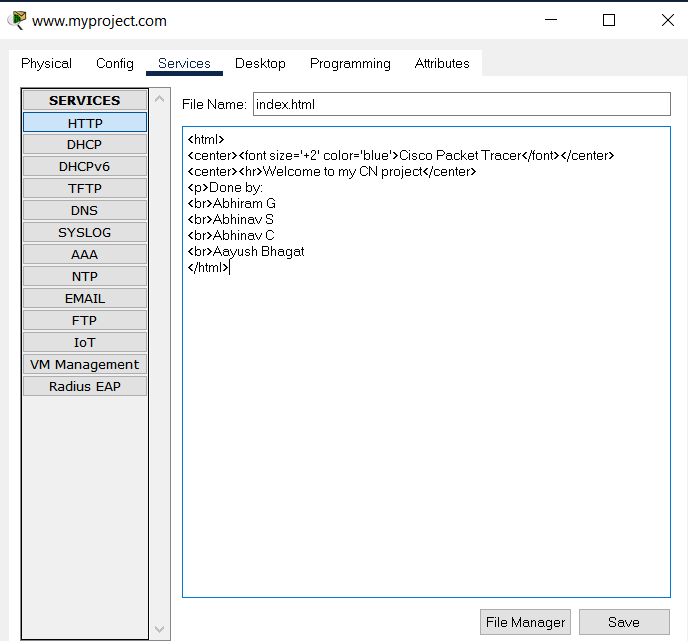 www.myproject.com
Physical Config Services Desktop Programming Attributes
SERVICES
HTTP
DHCP
DHCPv6
TFTP
DNS
SYSLOG
AAA
NTP
EMAIL
FTP
IoT
VM Management
Radius EAP
File Name: index.html
<html>
<center><font size='+2' color='blue'>Cisco Packet Tracer</font></center>
<center><hr>Welcome to my CN project</center>
<p>Done by:
<br>Abhiram G
<br>Abhinav S
<br>Abhinav C
<br>Aayush Bhagat
</html>
File Manager Save